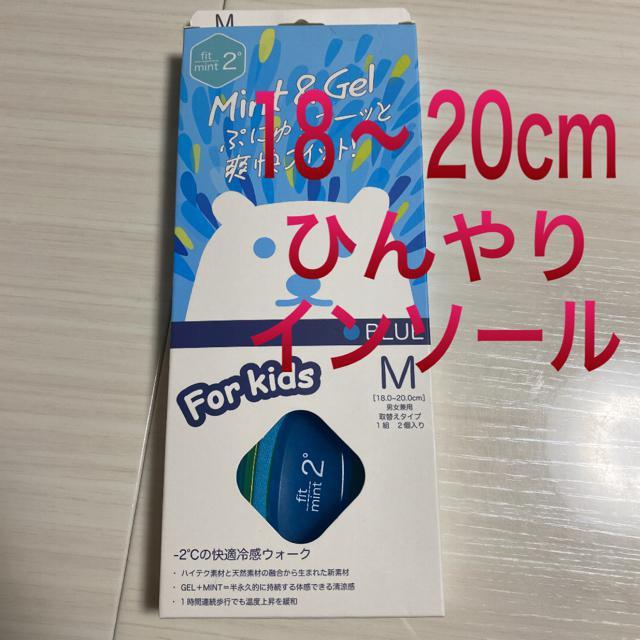 M
fit
mint 2°
Mint & Gel
ぷにゅ
ーッと
爽快
ミント!
18～20cm
ひんやり
インソール
BLUE
For kids
M
[18.0~20.0cm]
男女兼用
取替えタイプ
1組 2個入り
fit
mint 2°
-2℃の快適冷感ウォーク
・ハイテク素材と天然素材の融合から生まれた新素材
・GEL+MINT=半永久的に持続する体感できる清涼感
・1時間連続歩行でも温度上昇を緩和